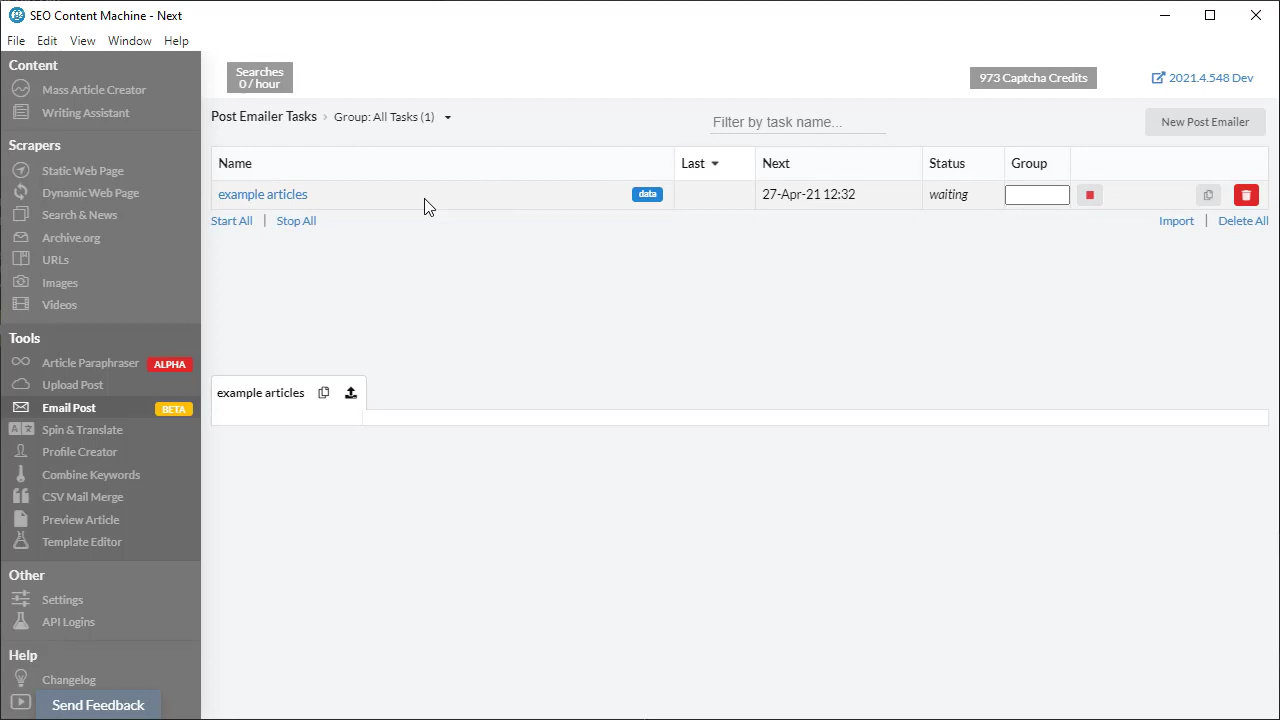 SEO Content Machine - Next
File Edit View Window Help
Content
Mass Article Creator
Writing Assistant
Scrapers
Static Web Page
Dynamic Web Page
Search & News
Archive.org
URLs
Images
Videos
Tools
Article Paraphraser ALPHA
Upload Post
Email Post BETA
Spin & Translate
Profile Creator
Combine Keywords
CSV Mail Merge
Preview Article
Template Editor
Other
Settings
API Logins
Help
Changelog
Send Feedback
Searches
0 / hour
973 Captcha Credits
2021.4.548 Dev
Post Emailer Tasks > Group: All Tasks (1)
Filter by task name...
New Post Emailer
Name Last Next Status Group
example articles data 27-Apr-21 12:32 waiting
Start All | Stop All
Import | Delete All
example articles